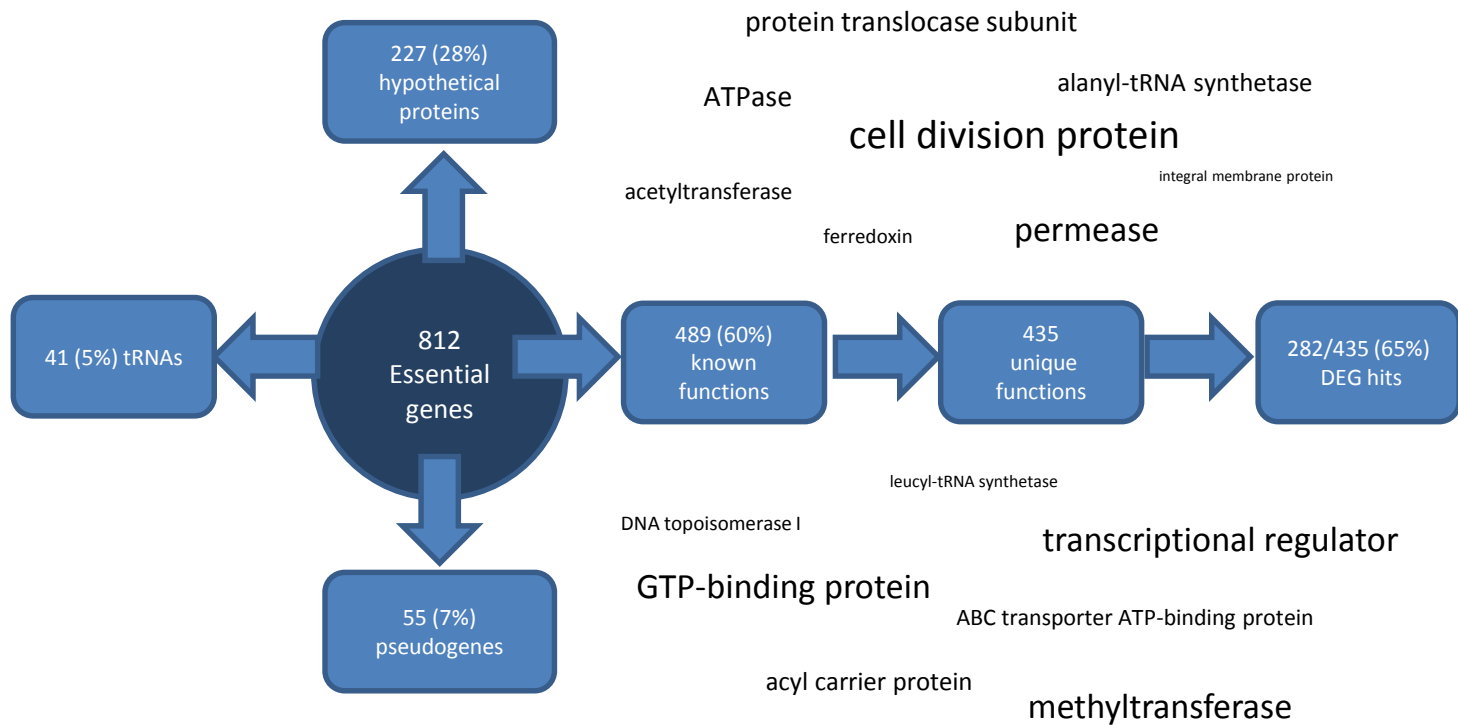 protein translocase subunit
227 (28%)
hypothetical
proteins
ATPase
alanyl-tRNA synthetase
cell division protein
integral membrane protein
acetyltransferase
ferredoxin
permease
41 (5%) tRNAs
812
Essential
genes
489 (60%)
known
functions
435
unique
functions
282/435 (65%)
DEG hits
leucyl-tRNA synthetase
DNA topoisomerase I
transcriptional regulator
GTP-binding protein
ABC transporter ATP-binding protein
55 (7%)
pseudogenes
acyl carrier protein
methyltransferase